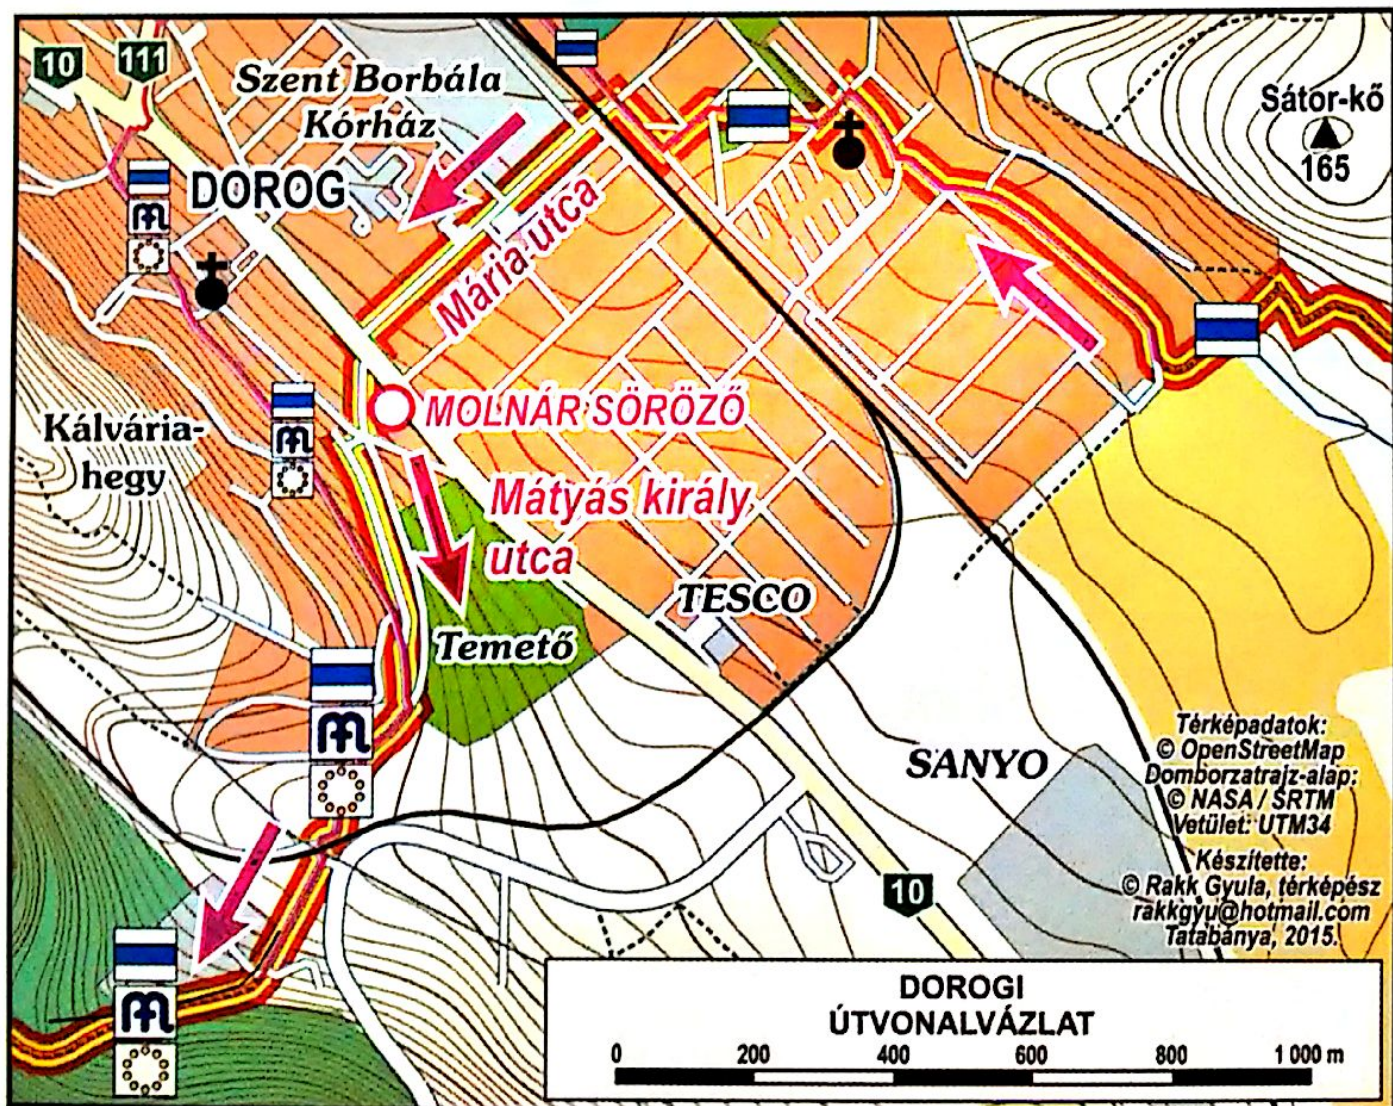 10
111
Szent Borbála
Kórház
Sátor-kő
165
DOROG
Mária utca
MOLNÁR SÖRÖZŐ
Kálvária-
hegy
Mátyás király
utca
TESCO
Temető
SANYO
Térképadatok:
© OpenStreetMap
Domborzatrajz-alap:
© NASA / SRTM
Vetület: UTM34
Készítette:
© Rakk Gyula, térképész
rakkgyu@hotmail.com
Tatabánya, 2015.
10
DOROGI
ÚTVONALVÁZLAT
0 200 400 600 800 1 000 m